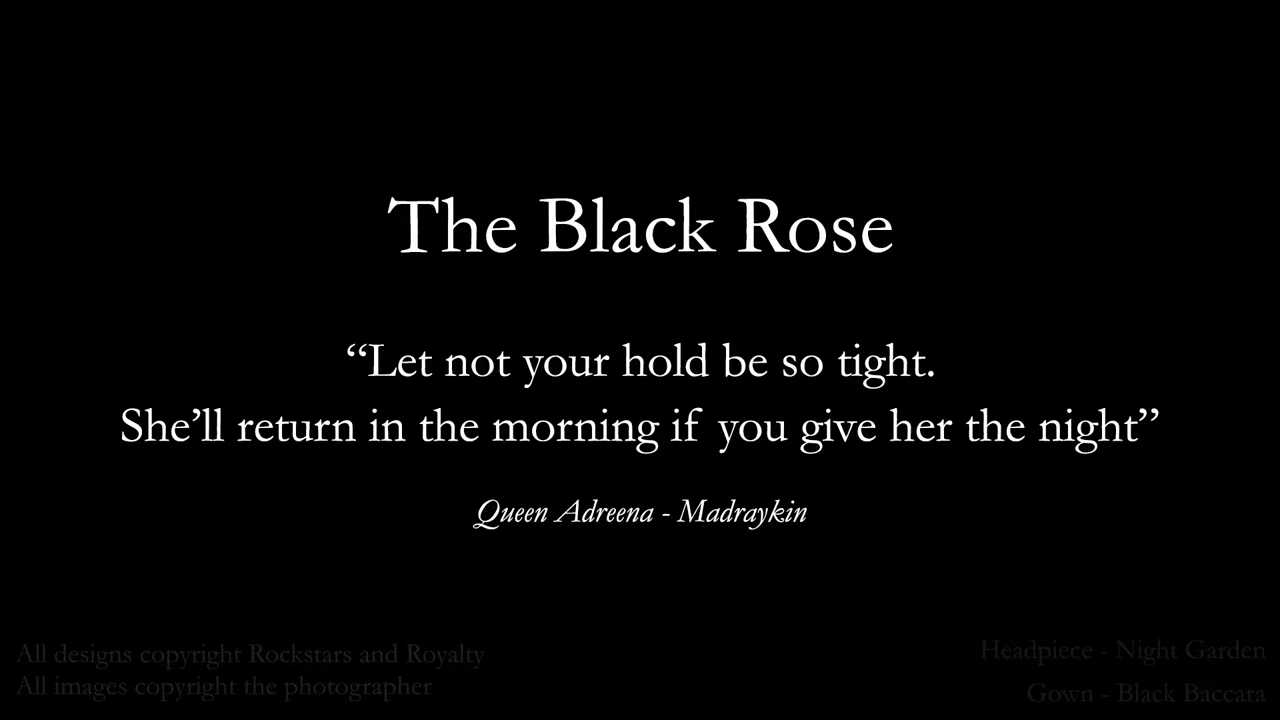 The Black Rose
“Let not your hold be so tight.
She’ll return in the morning if you give her the night”
Queen Adreena - Madraykin
All designs copyright Rockstars and Royalty
All images copyright the photographer
Headpiece - Night Garden
Gown - Black Baccara